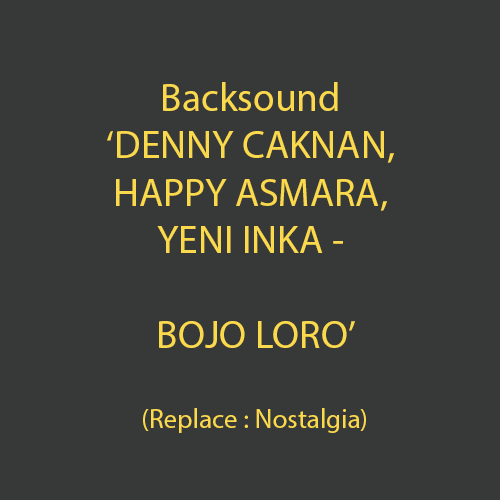 Backsound
‘DENNY CAKNAN,
HAPPY ASMARA,
YENI INKA -
BOJO LORO’
(Replace : Nostalgia)